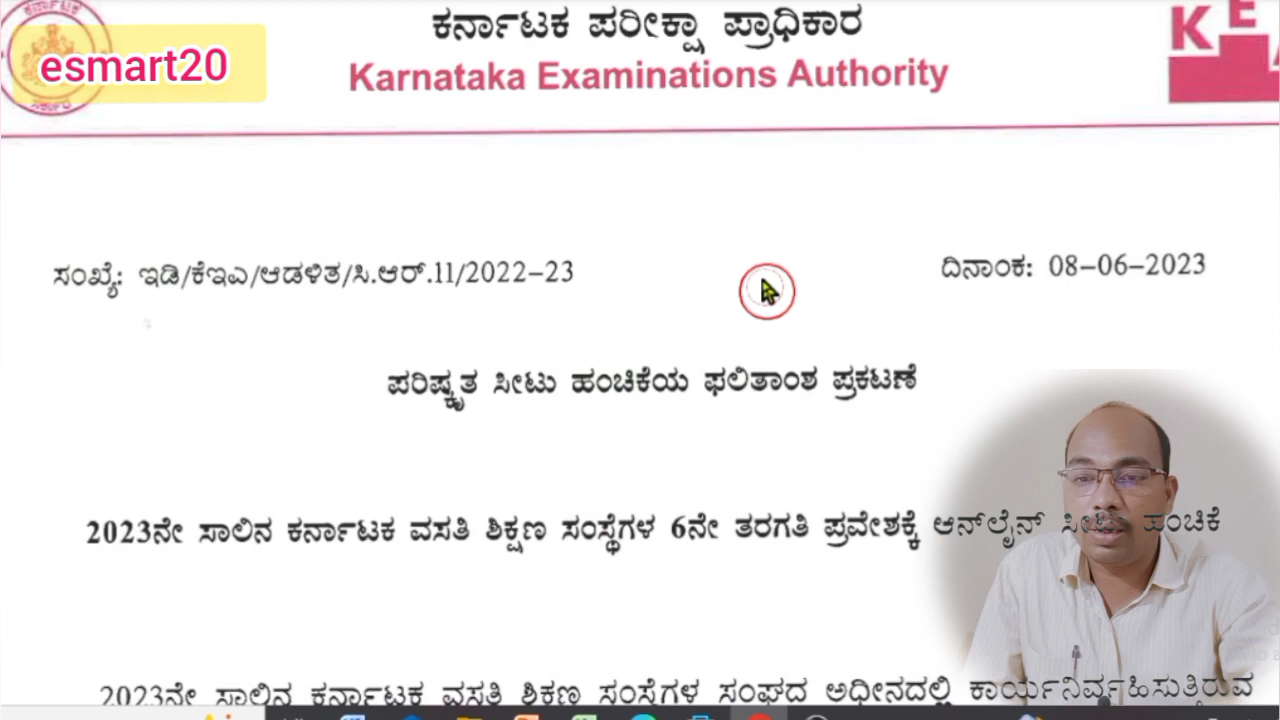 ಕರ್ನಾಟಕ ಪರೀಕ್ಷಾ ಪ್ರಾಧಿಕಾರ
KEA
esmart20
Karnataka Examinations Authority
ಸಂಖ್ಯೆ: ಇಡಿ/ಕೆಇಎ/ಆಡಳಿತ/ಸಿ.ಆರ್.11/2022-23
ದಿನಾಂಕ: 08-06-2023
ಪರಿಷ್ಕೃತ ಸೀಟು ಹಂಚಿಕೆಯ ಫಲಿತಾಂಶ ಪ್ರಕಟಣೆ
2023ನೇ ಸಾಲಿನ ಕರ್ನಾಟಕ ವಸತಿ ಶಿಕ್ಷಣ ಸಂಸ್ಥೆಗಳ 6ನೇ ತರಗತಿ ಪ್ರವೇಶಕ್ಕೆ ಆನ್‌ಲೈನ್ ಸೀಟು ಹಂಚಿಕೆ
2023ನೇ ಸಾಲಿನ ಕರ್ನಾಟಕ ವಸತಿ ಶಿಕ್ಷಣ ಸಂಸ್ಥೆಗಳ ಸಂಘದ ಅಧೀನದಲ್ಲಿ ಕಾರ್ಯನಿರ್ವಹಿಸುತ್ತಿರುವ